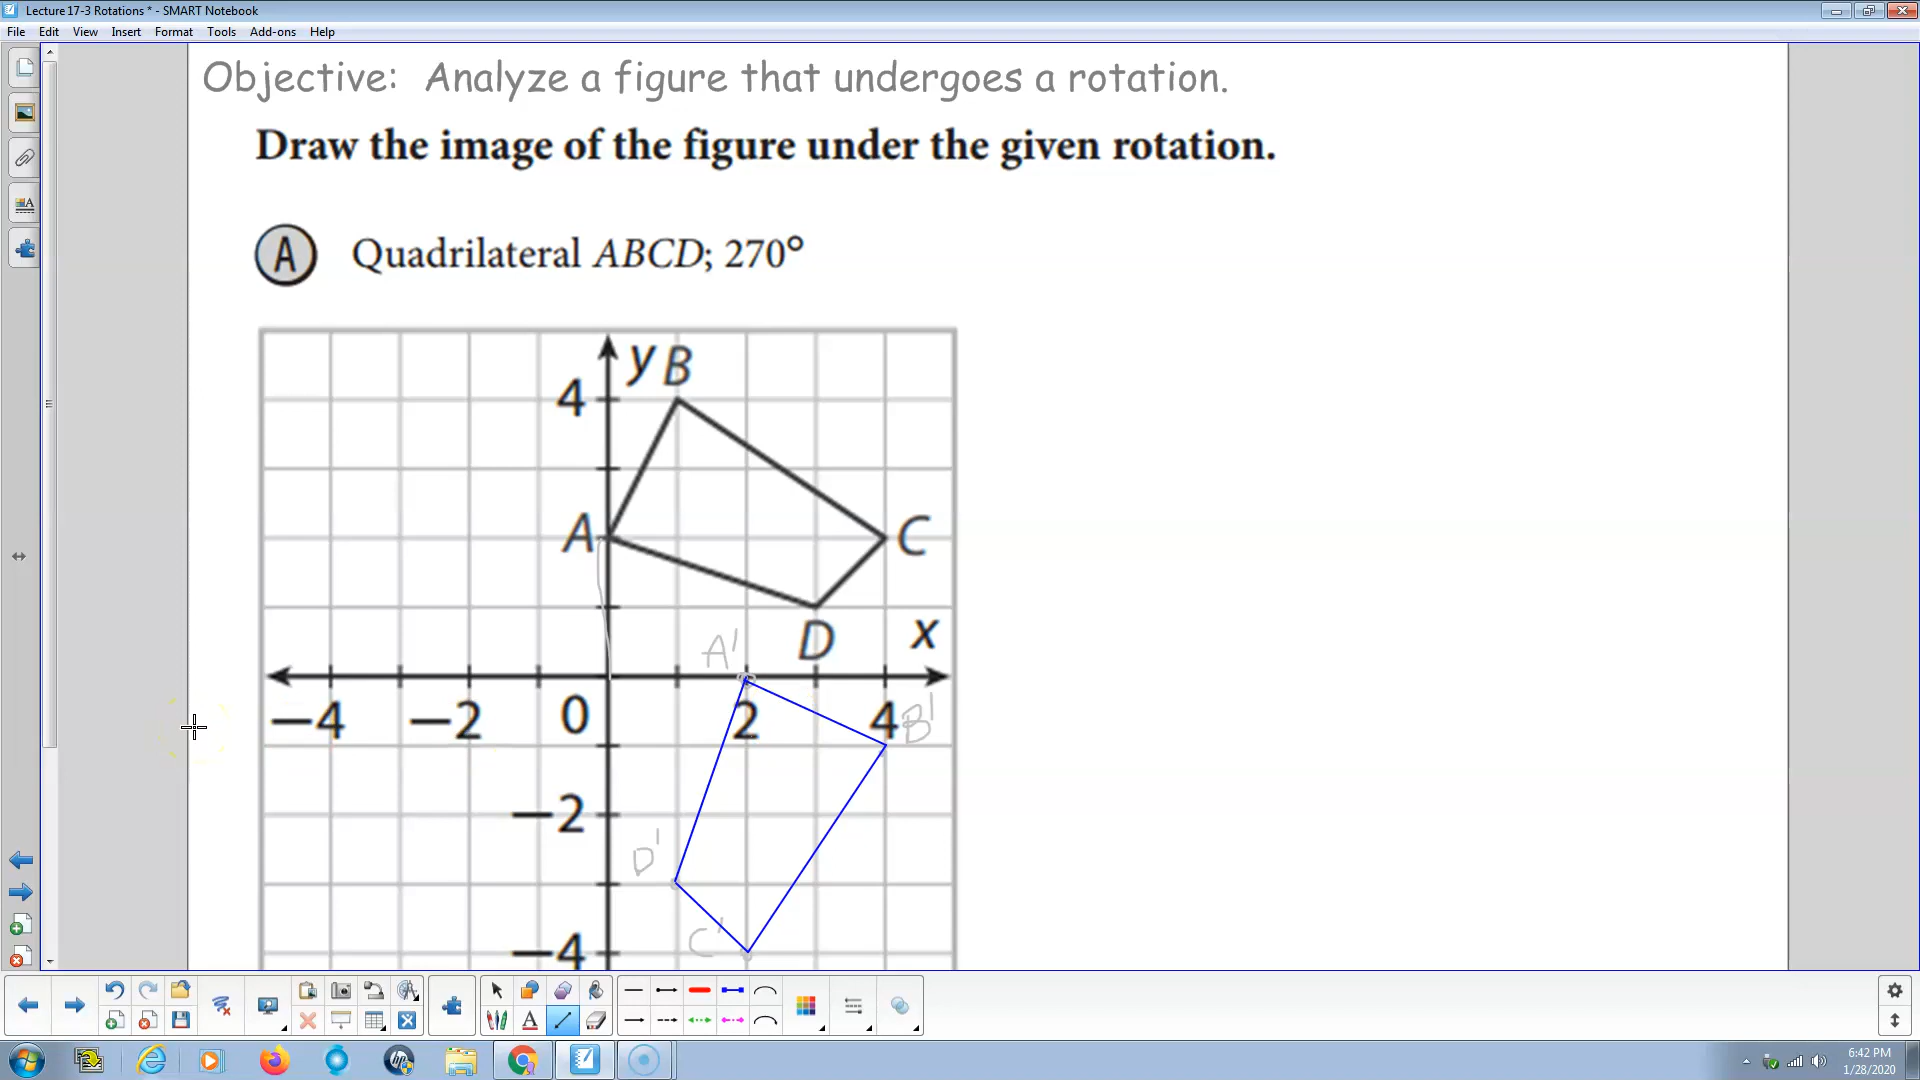 Lecture 17-3 Rotations * - SMART Notebook
File Edit View Insert Format Tools Add-ons Help
Objective: Analyze a figure that undergoes a rotation.
Draw the image of the figure under the given rotation.
A Quadrilateral ABCD; 270°
y B
4
A C
D x
A'
−4 −2 0 2 4 B'
−2
D'
C'
−4
A
6:42 PM
1/28/2020